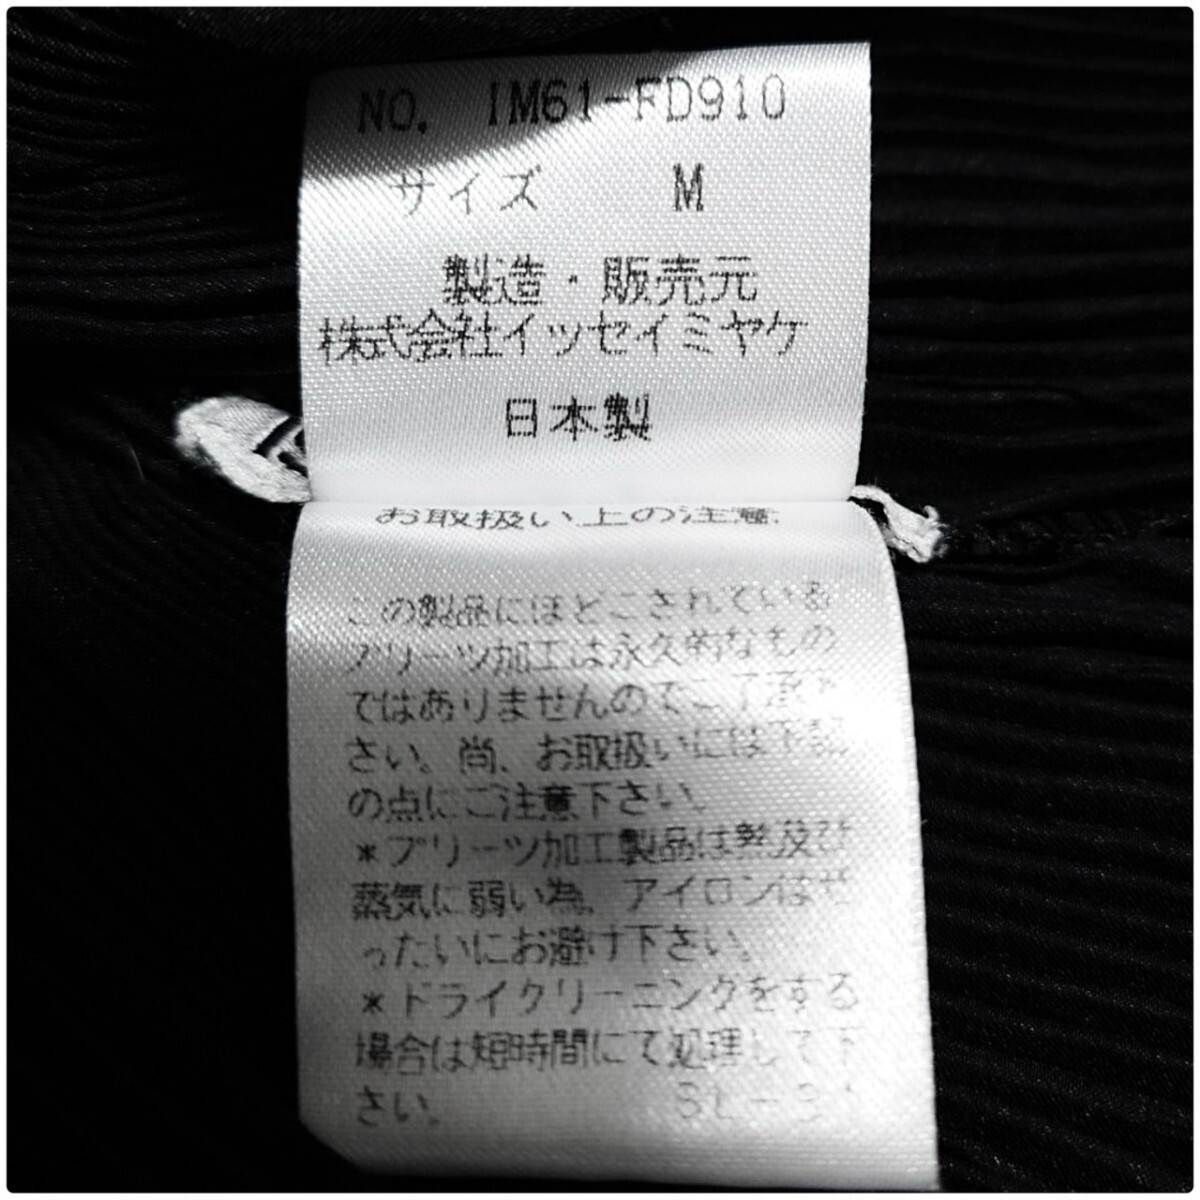 NO. IM61-FD910
サイズ M
製造・販売元
株式会社イッセイミヤケ
日本製
お取扱い上の注意
この製品にほどこされている
プリーツ加工は永久的なもの
ではありませんのでご了承下
さい。尚、お取扱いには下記
の点にご注意下さい。
*プリーツ加工製品は熱及び
蒸気に弱い為、アイロンはぜ
ったいにお避け下さい。
*ドライクリーニングをする
場合は短時間にて処理して下
さい。